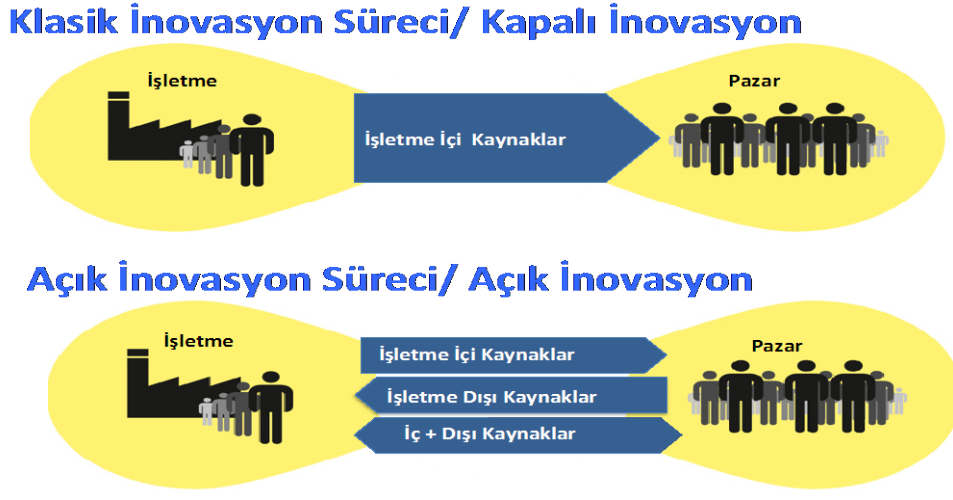 Klasik İnovasyon Süreci/ Kapalı İnovasyon
İşletme
Pazar
İşletme İçi Kaynaklar
Açık İnovasyon Süreci/ Açık İnovasyon
İşletme
Pazar
İşletme İçi Kaynaklar
İşletme Dışı Kaynaklar
İç + Dışı Kaynaklar